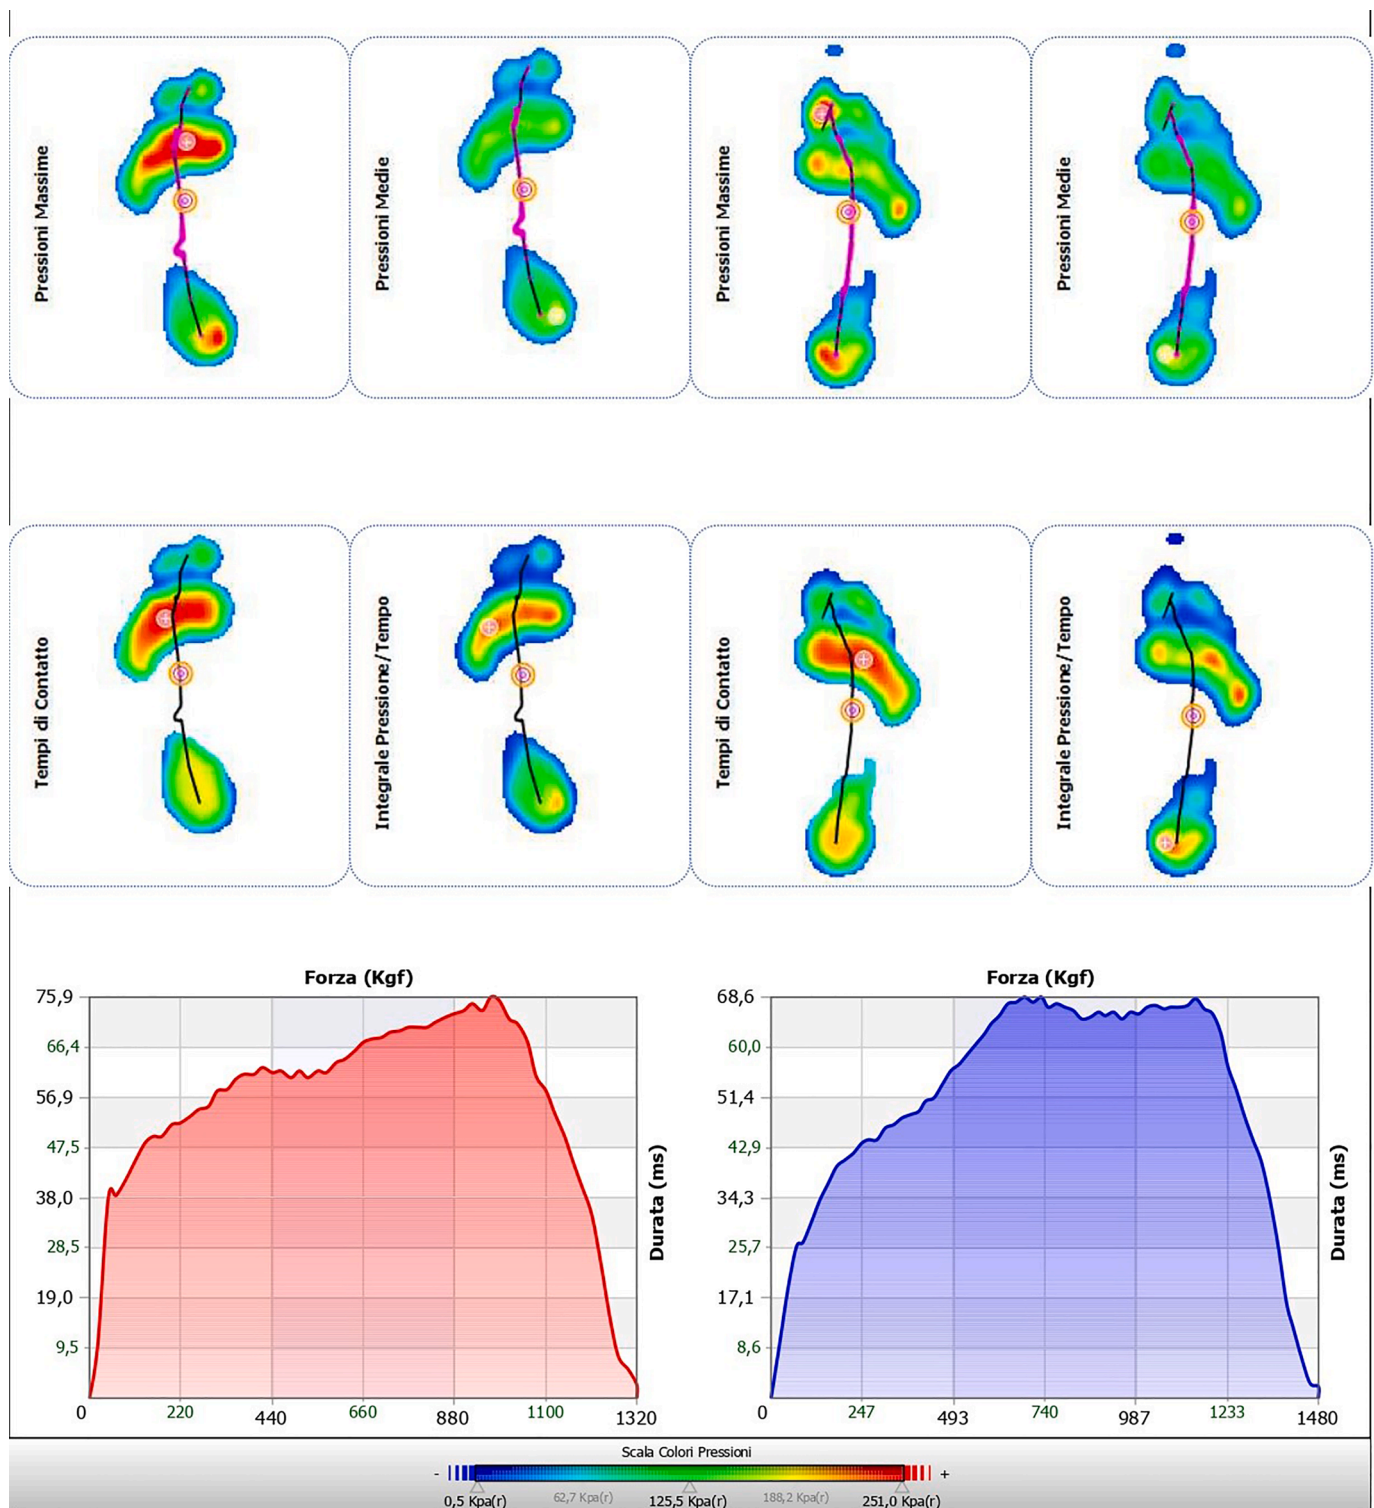 Pressioni Massime
Pressioni Medie
Pressioni Massime
Pressioni Medie
Tempi di Contatto
Integrale Pressione/Tempo
Tempi di Contatto
Integrale Pressione/Tempo
Forza (Kgf)
75,9
66,4
56,9
47,5
38,0
28,5
19,0
9,5
0 220 440 660 880 1100 1320
Durata (ms)
Forza (Kgf)
68,6
60,0
51,4
42,9
34,3
25,7
17,1
8,6
0 247 493 740 987 1233 1480
Durata (ms)
Scala Colori Pressioni
- +
0,5 Kpa(r) 62,7 Kpa(r) 125,5 Kpa(r) 188,2 Kpa(r) 251,0 Kpa(r)